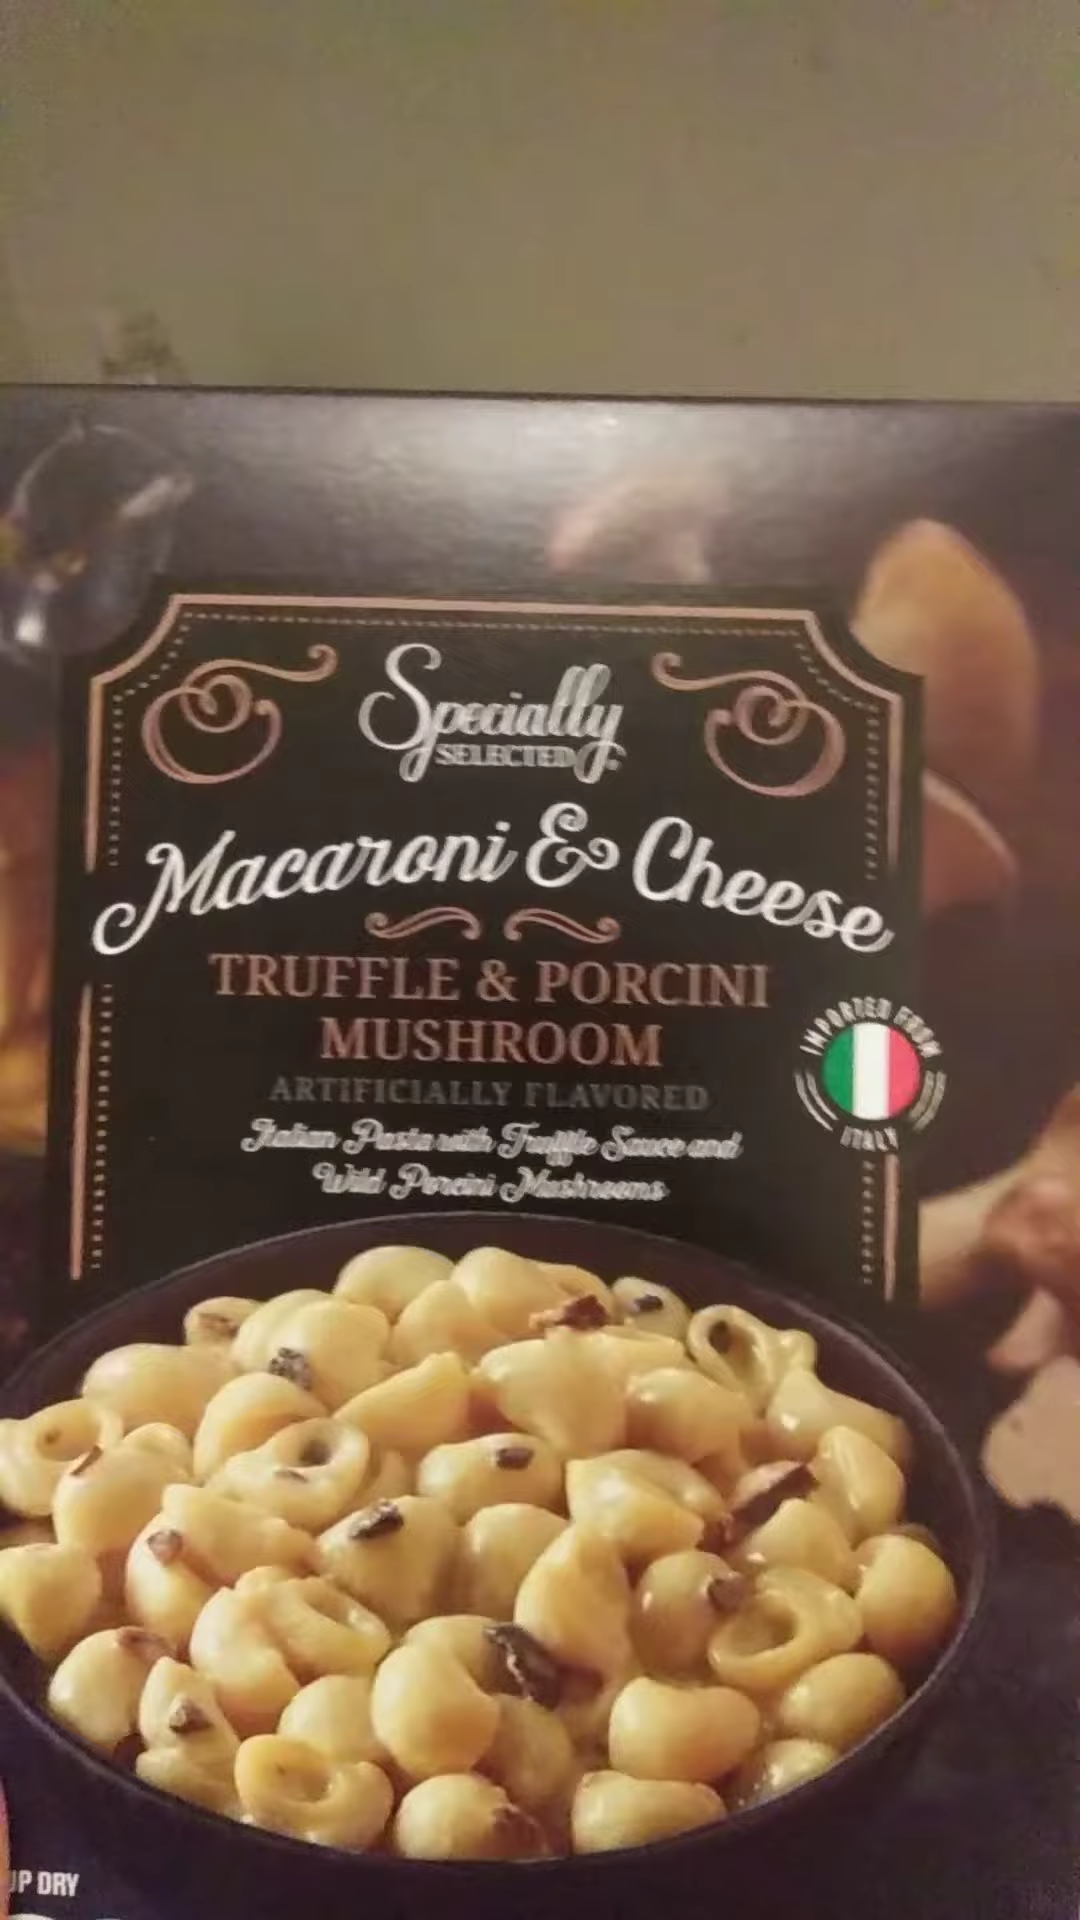 Specially
SELECTED
Macaroni & Cheese
TRUFFLE & PORCINI
MUSHROOM
ARTIFICIALLY FLAVORED
Italian Pasta with Truffle Sauce and
Wild Porcini Mushrooms
IMPORTED FROM
ITALY
UP DRY